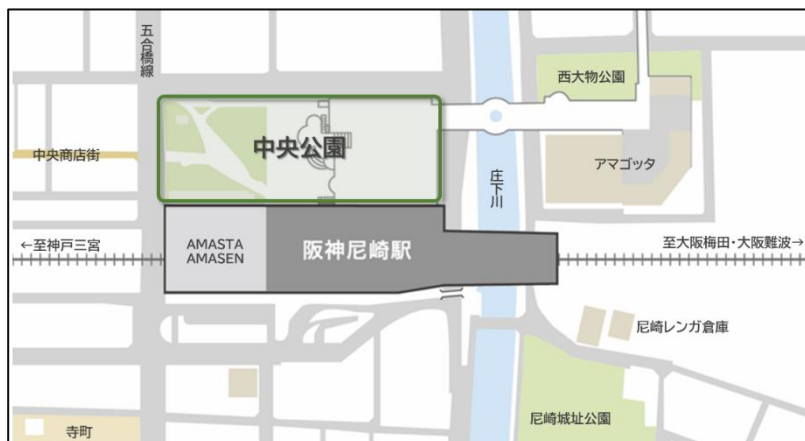 五合橋線
西大物公園
中央公園
中央商店街
アマゴッタ
庄下川
←至神戸三宮
AMASTA
AMASEN
阪神尼崎駅
至大阪梅田・大阪難波→
尼崎レンガ倉庫
尼崎城址公園
寺町